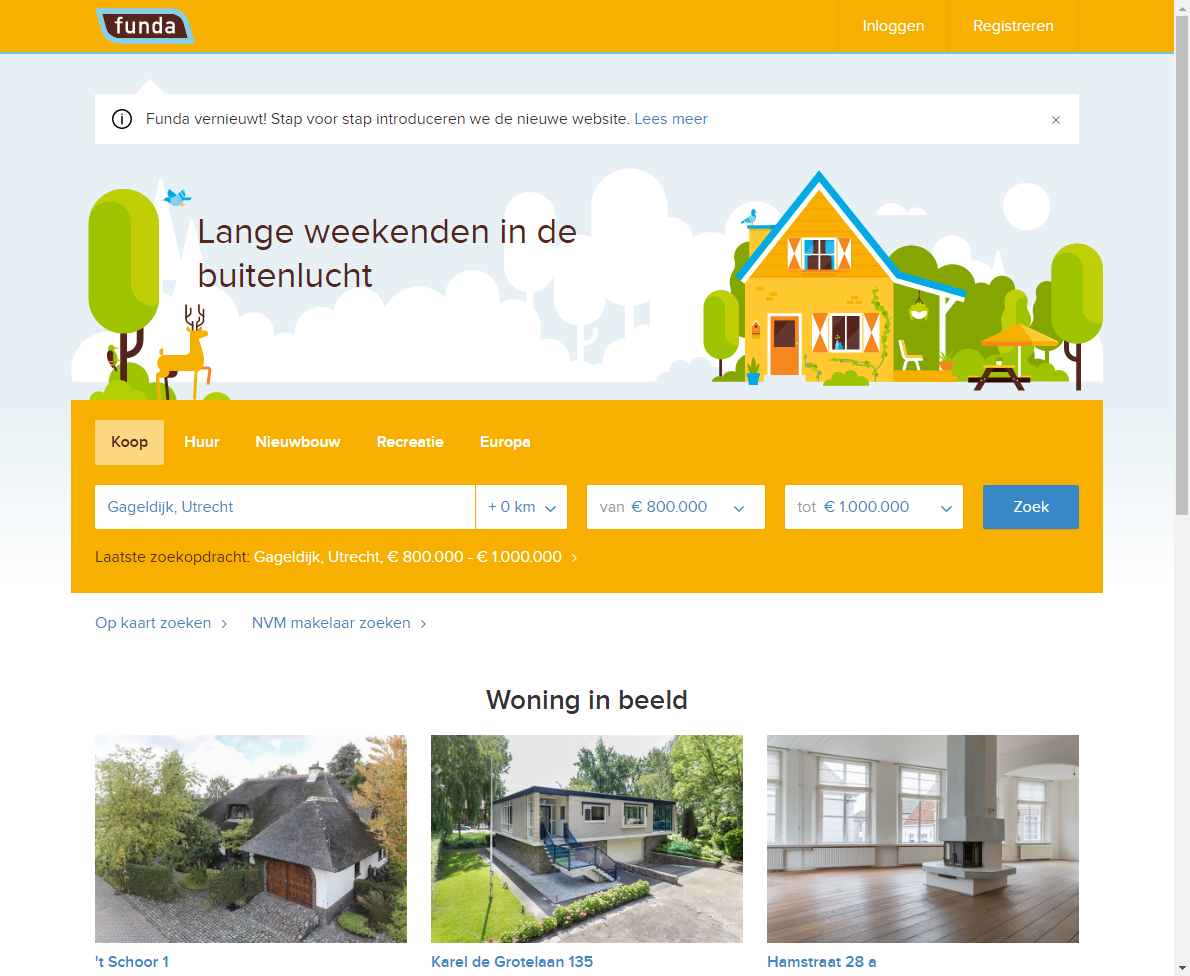 funda
Inloggen
Registreren
Funda vernieuwt! Stap voor stap introduceren we de nieuwe website. Lees meer
Lange weekenden in de
buitenlucht
Koop
Huur
Nieuwbouw
Recreatie
Europa
Gageldijk, Utrecht
+ 0 km
van € 800.000
tot € 1.000.000
Zoek
Laatste zoekopdracht: Gageldijk, Utrecht, € 800.000 - € 1.000.000
Op kaart zoeken
NVM makelaar zoeken
Woning in beeld
't Schoor 1
Karel de Grotelaan 135
Hamstraat 28 a